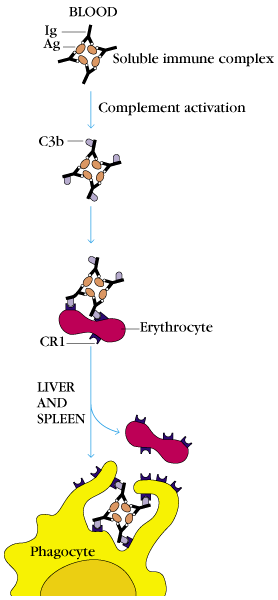 BLOOD
Ig
Ag
Soluble immune complex
Complement activation
C3b
Erythrocyte
CR1
LIVER
AND
SPLEEN
Phagocyte